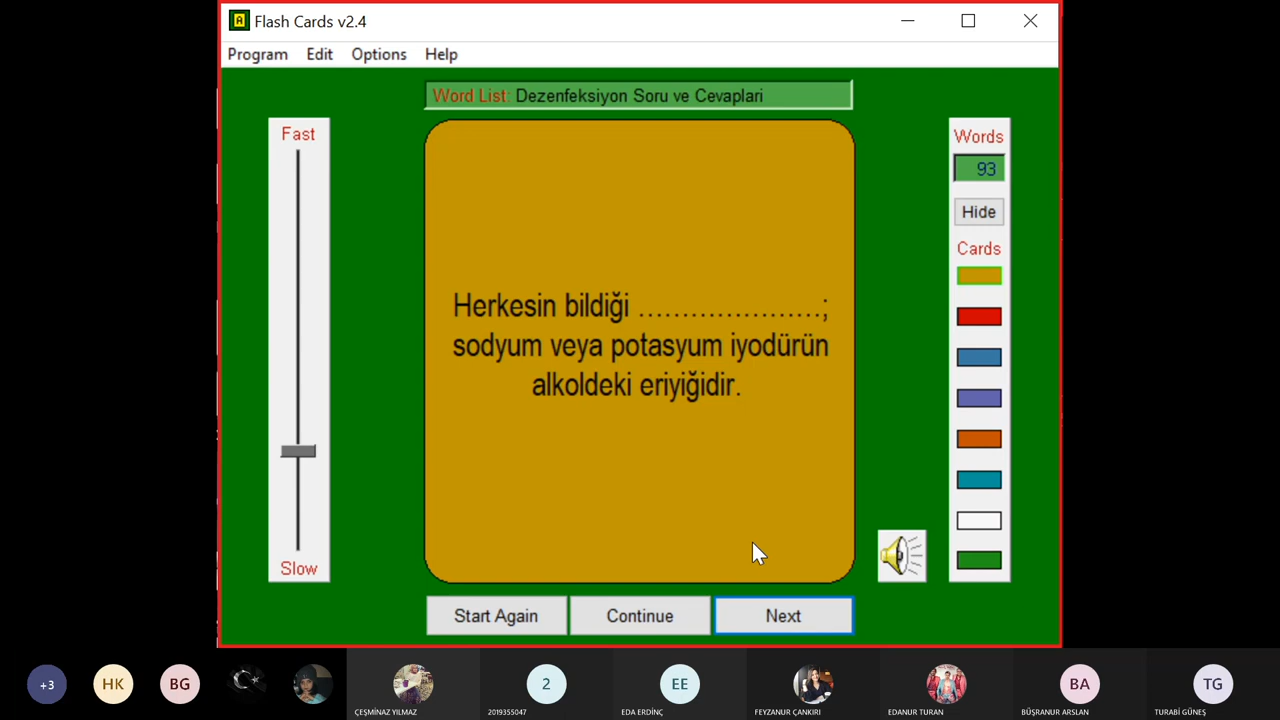 Flash Cards v2.4
Program Edit Options Help
Word List: Dezenfeksiyon Soru ve Cevaplari
Fast
Slow
Herkesin bildiği …………………;
sodyum veya potasyum iyodürün
alkoldeki eriyiğidir.
Words
93
Hide
Cards
Start Again Continue Next
+3 HK BG 2 EE BA TG
ÇEŞMİNAZ YILMAZ 2019355047 EDA ERDİNÇ FEYZANUR ÇANKIRI EDANUR TURAN BÜŞRANUR ARSLAN TURABİ GÜNEŞ